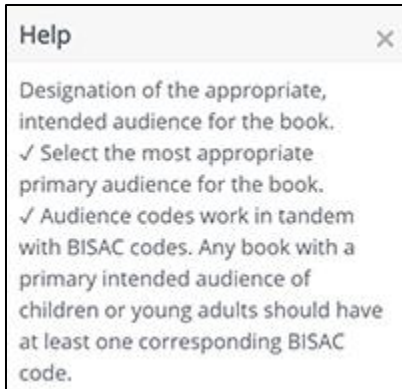 Help ×
Designation of the appropriate,
intended audience for the book.
✓ Select the most appropriate
primary audience for the book.
✓ Audience codes work in tandem
with BISAC codes. Any book with a
primary intended audience of
children or young adults should have
at least one corresponding BISAC
code.